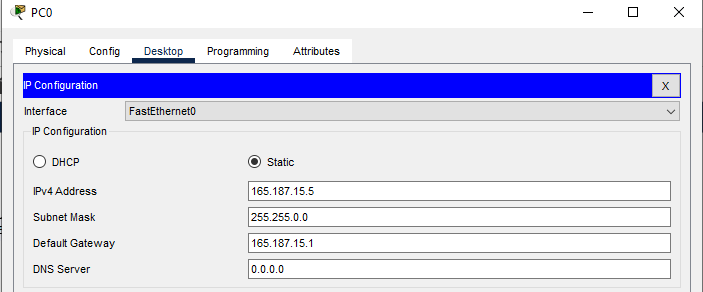 PC0
Physical Config Desktop Programming Attributes
IP Configuration X
Interface FastEthernet0
IP Configuration
DHCP Static
IPv4 Address 165.187.15.5
Subnet Mask 255.255.0.0
Default Gateway 165.187.15.1
DNS Server 0.0.0.0